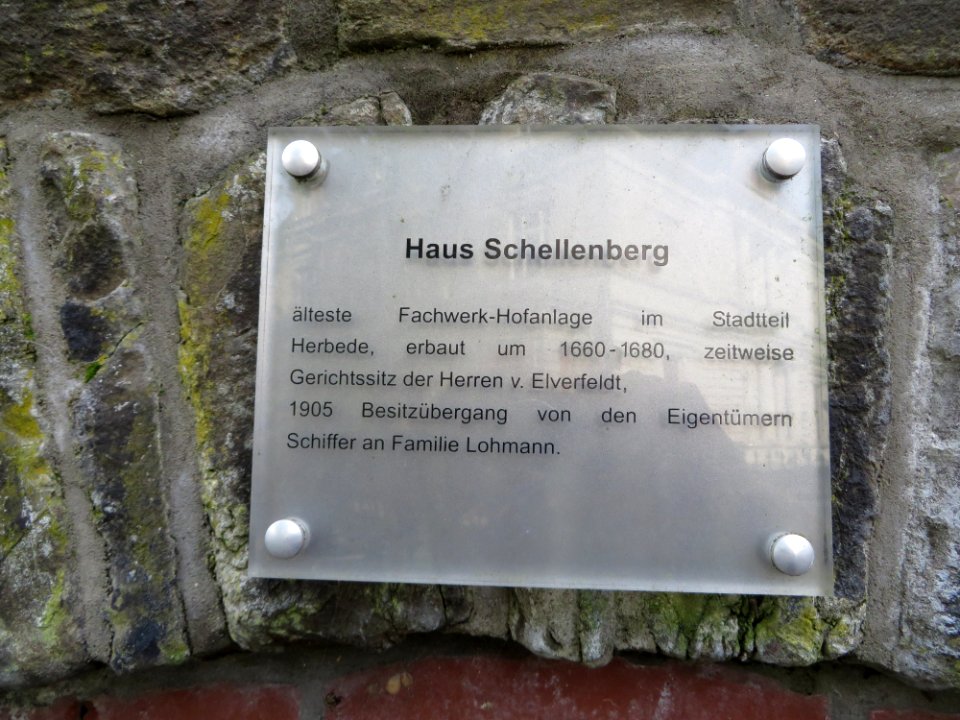 Haus Schellenberg
älteste Fachwerk-Hofanlage im Stadtteil
Herbede, erbaut um 1660-1680, zeitweise
Gerichtssitz der Herren v. Elverfeldt,
1905 Besitzübergang von den Eigentümern
Schiffer an Familie Lohmann.